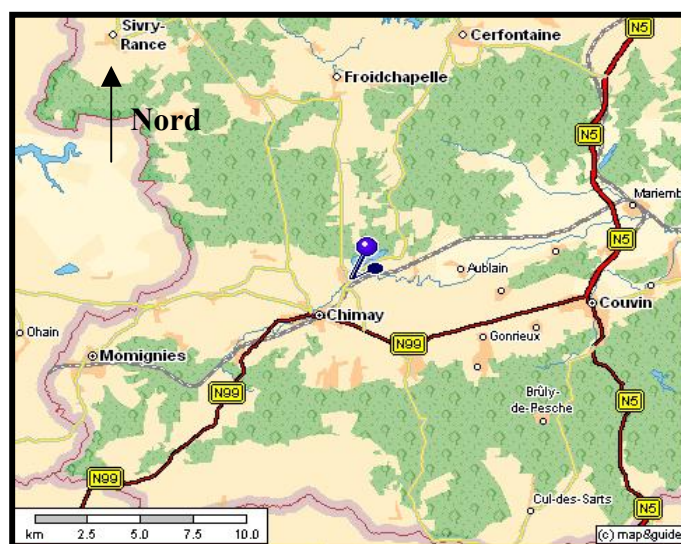 Sivry-
Rance
Cerfontaine
N5
Froidchapelle
Nord
N5
Mariemb
N5
Aublain
Couvin
Chimay
Ohain
Momignies
N99
Gonrieux
N99
Brûly-
de-Pesche
N5
N99
Cul-des-Sarts
N5
km 2.5 5.0 7.5 10.0
(c) map&guide